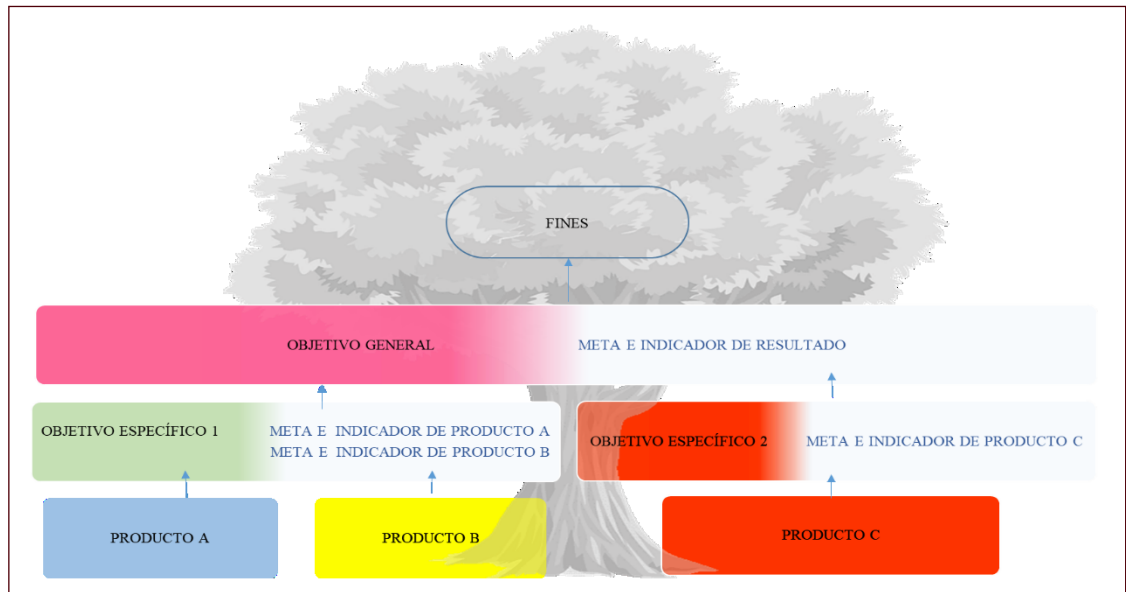 FINES
OBJETIVO GENERAL
META E INDICADOR DE RESULTADO
OBJETIVO ESPECÍFICO 1
META E INDICADOR DE PRODUCTO A
META E INDICADOR DE PRODUCTO B
OBJETIVO ESPECÍFICO 2
META E INDICADOR DE PRODUCTO C
PRODUCTO A
PRODUCTO B
PRODUCTO C